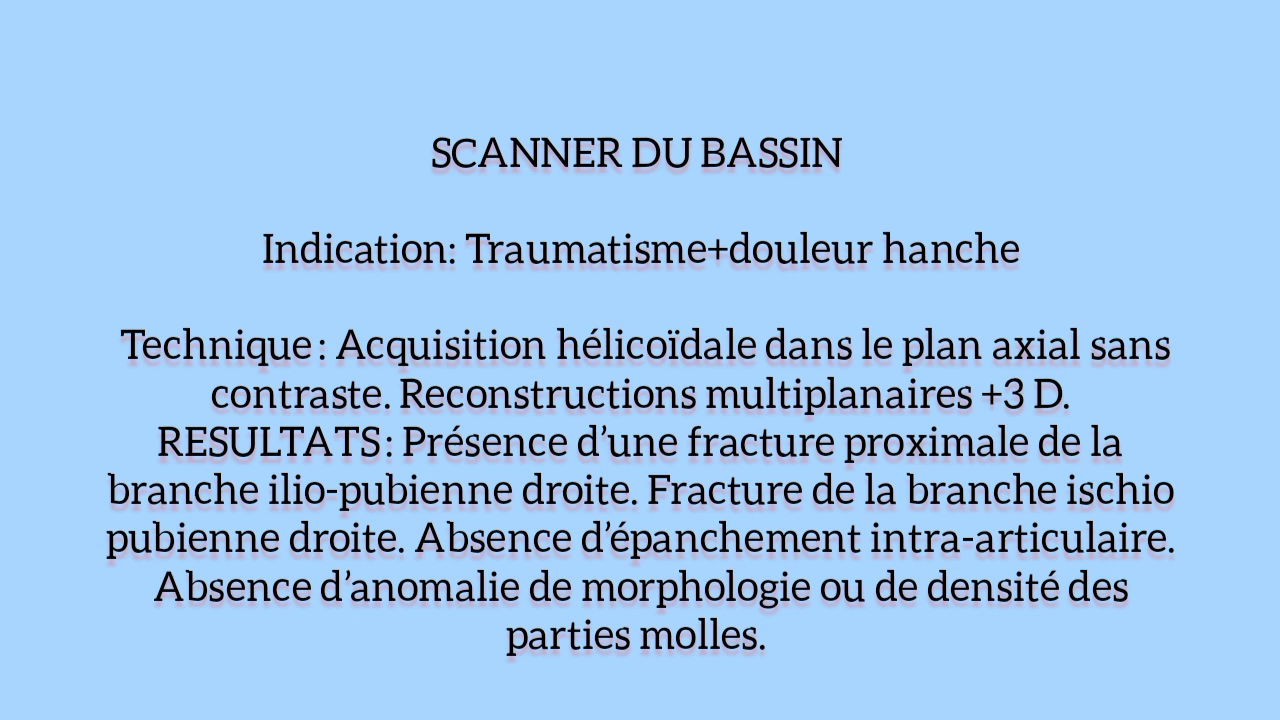 SCANNER DU BASSIN
Indication: Traumatisme+douleur hanche
Technique : Acquisition hélicoïdale dans le plan axial sans
contraste. Reconstructions multiplanaires +3 D.
RESULTATS : Présence d’une fracture proximale de la
branche ilio-pubienne droite. Fracture de la branche ischio
pubienne droite. Absence d’épanchement intra-articulaire.
Absence d’anomalie de morphologie ou de densité des
parties molles.